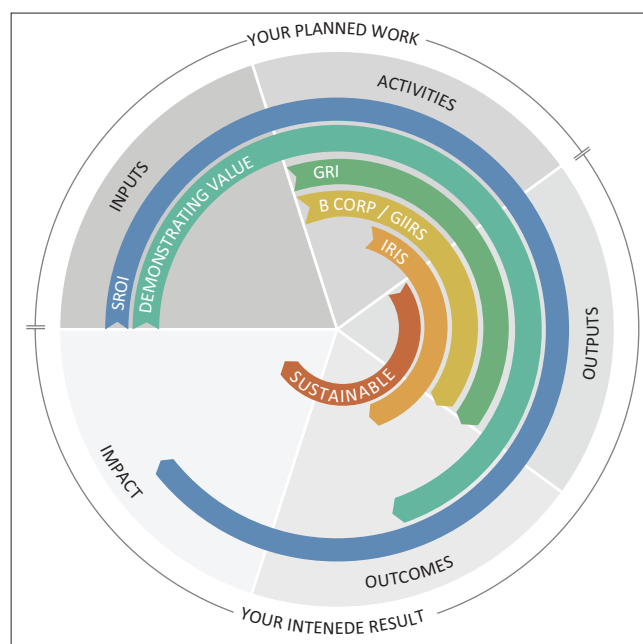 YOUR PLANNED WORK
ACTIVITIES
INPUTS
GRI
DEMONSTRATING VALUE
B CORP / GIIRS
IRIS
SROI
OUTPUTS
SUSTAINABLE
IMPACT
OUTCOMES
YOUR INTENEDE RESULT